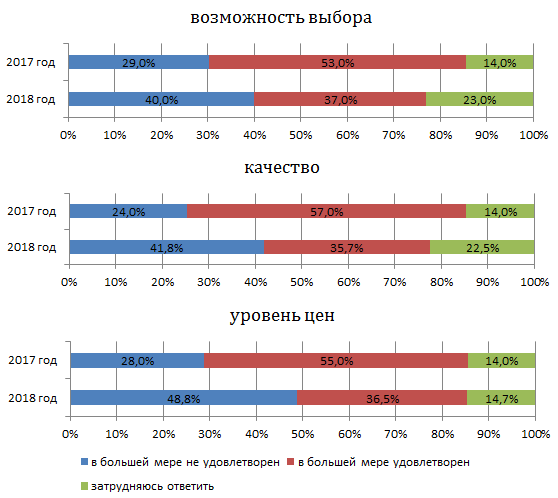 возможность выбора
2017 год 29,0% 53,0% 14,0%
2018 год 40,0% 37,0% 23,0%
0% 10% 20% 30% 40% 50% 60% 70% 80% 90% 100%
качество
2017 год 24,0% 57,0% 14,0%
2018 год 41,8% 35,7% 22,5%
0% 10% 20% 30% 40% 50% 60% 70% 80% 90% 100%
уровень цен
2017 год 28,0% 55,0% 14,0%
2018 год 48,8% 36,5% 14,7%
0% 10% 20% 30% 40% 50% 60% 70% 80% 90% 100%
в большей мере не удовлетворен в большей мере удовлетворен
затрудняюсь ответить